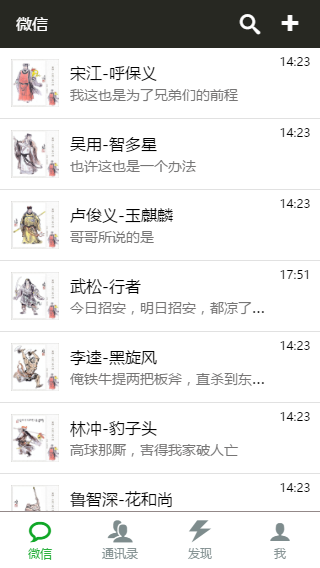 微信
宋江-呼保义
14:23
我这也是为了兄弟们的前程
吴用-智多星
14:23
也许这也是一个办法
卢俊义-玉麒麟
14:23
哥哥所说的是
武松-行者
17:51
今日招安，明日招安，都凉了...
李逵-黑旋风
14:23
俺铁牛提两把板斧，直杀到东...
林冲-豹子头
14:23
高球那厮，害得我家破人亡
鲁智深-花和尚
14:23
微信
通讯录
发现
我